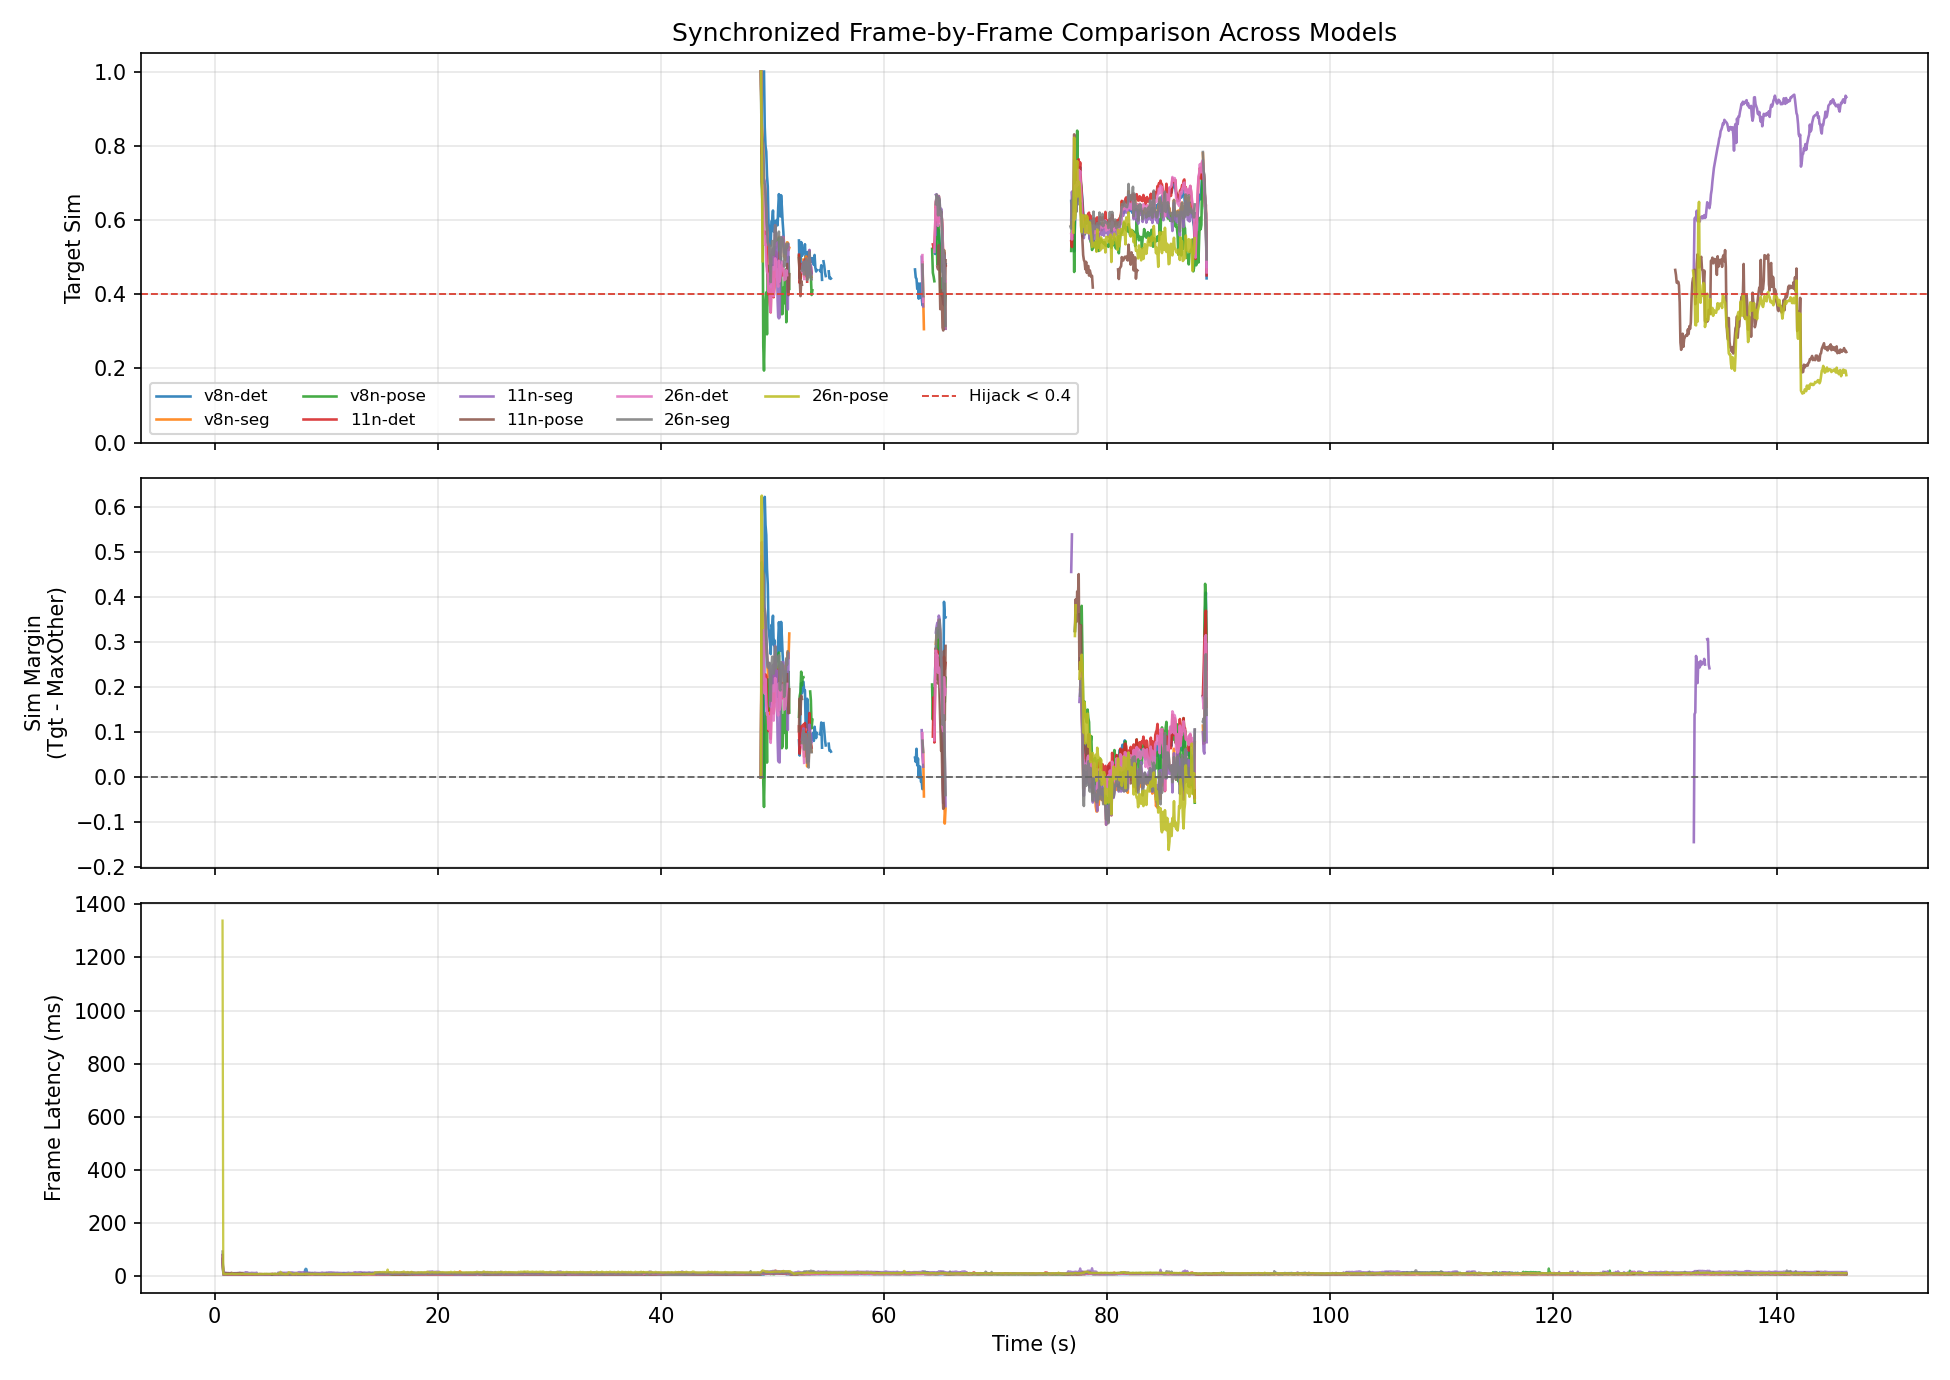 Synchronized Frame-by-Frame Comparison Across Models
Target Sim
1.0
0.8
0.6
0.4
0.2
0.0
v8n-det
v8n-seg
v8n-pose
11n-det
11n-seg
11n-pose
26n-det
26n-seg
26n-pose
Hijack < 0.4
Sim Margin
(Tgt - MaxOther)
0.6
0.5
0.4
0.3
0.2
0.1
0.0
−0.1
−0.2
Frame Latency (ms)
1400
1200
1000
800
600
400
200
0
0 20 40 60 80 100 120 140
Time (s)